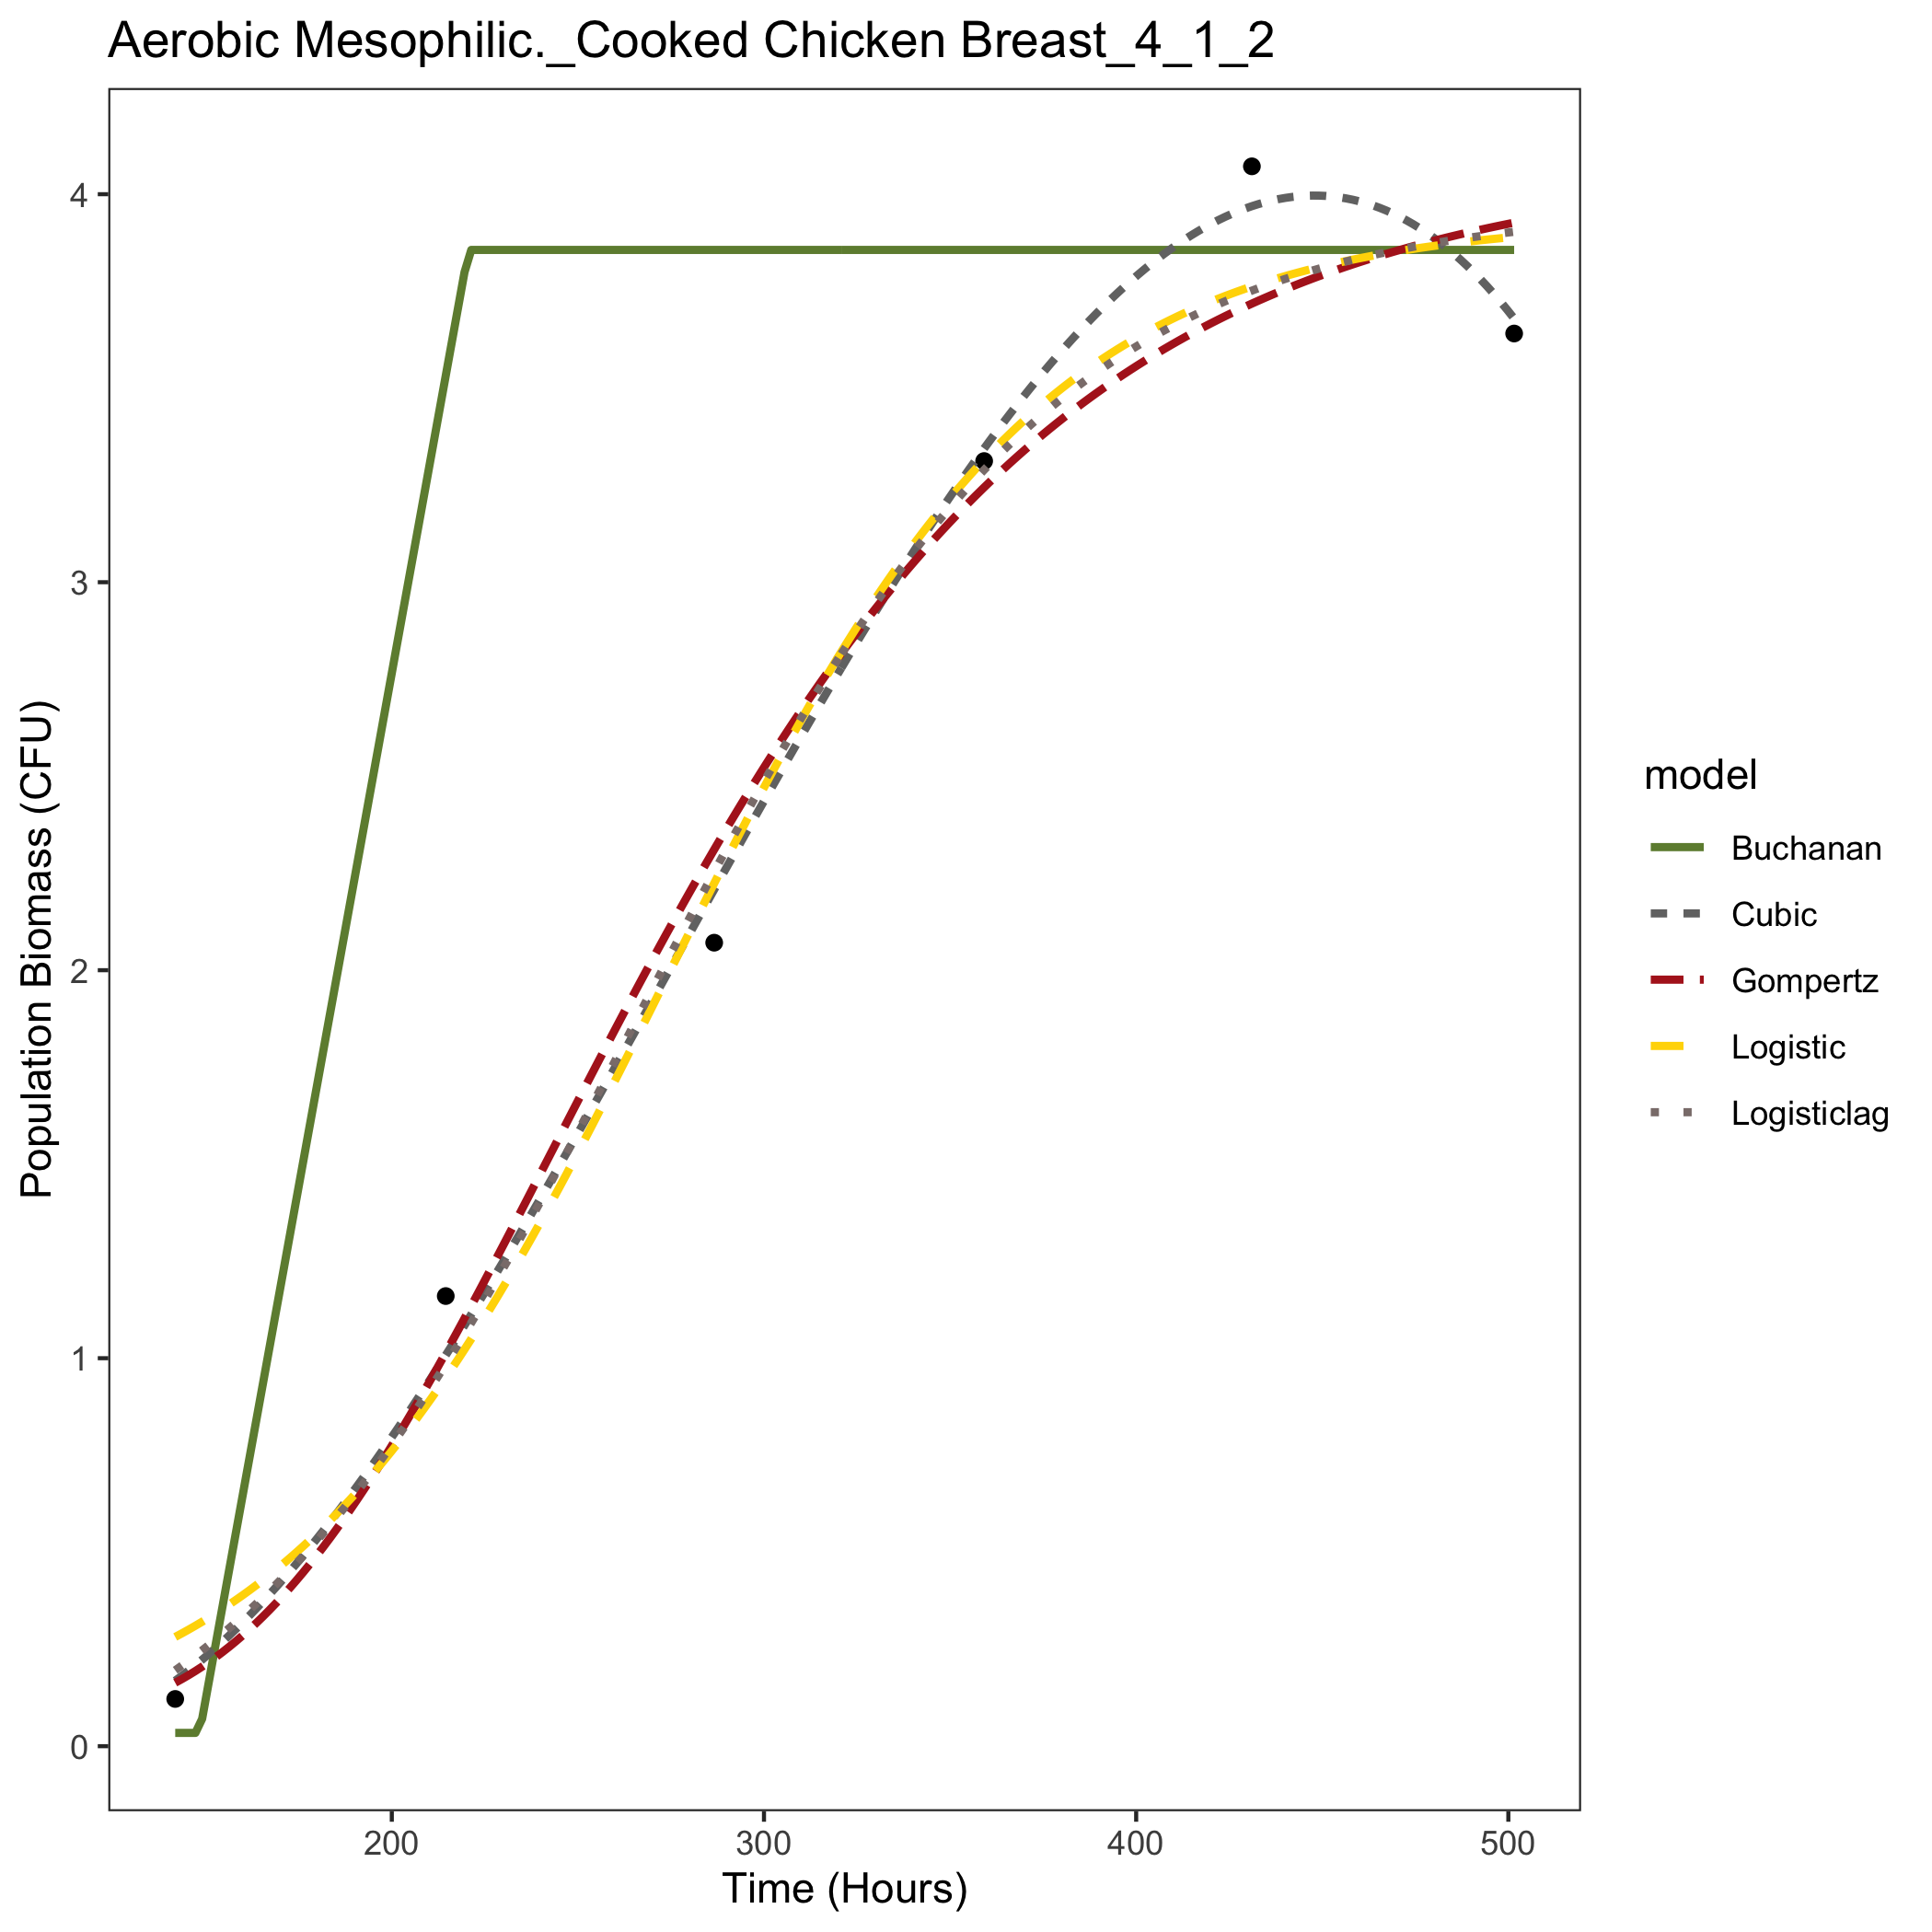 Aerobic Mesophilic._Cooked Chicken Breast_4_1_2
Population Biomass (CFU)
4
3
2
1
0
200 300 400 500
Time (Hours)
model
Buchanan
Cubic
Gompertz
Logistic
Logisticlag